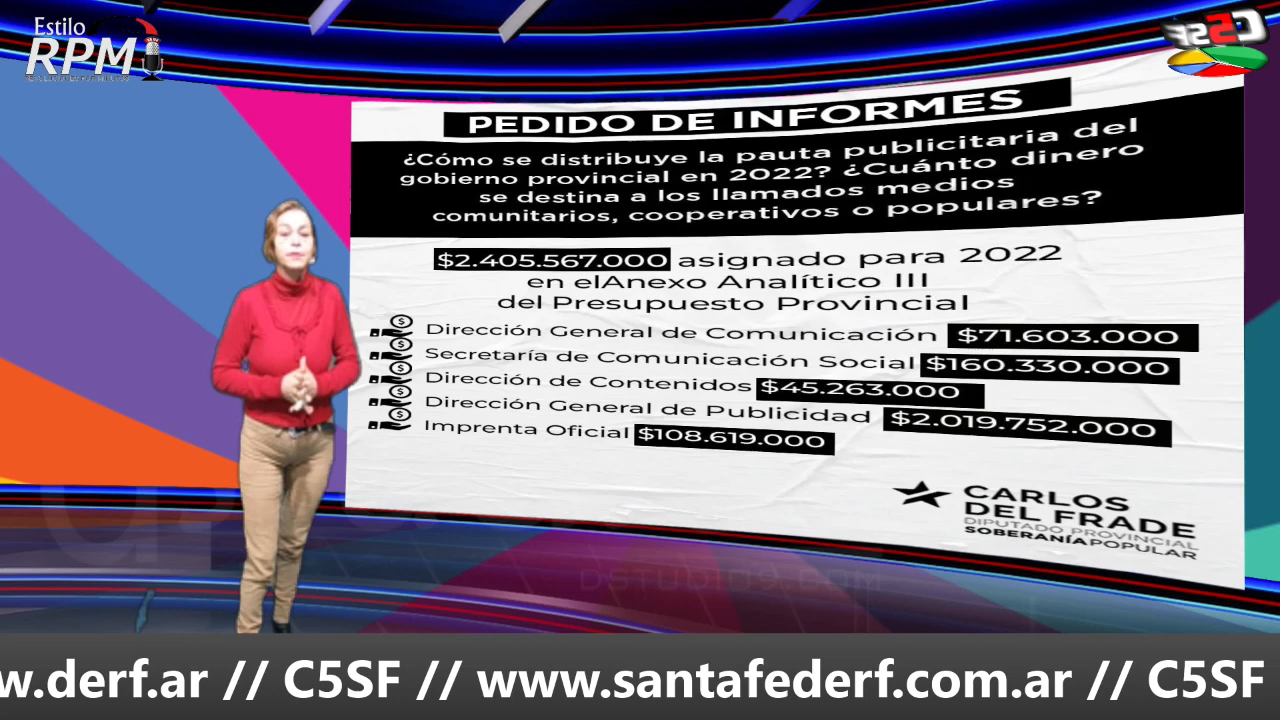 Estilo
RPM
C5SF
PEDIDO DE INFORMES
¿Cómo se distribuye la pauta publicitaria del
gobierno provincial en 2022? ¿Cuánto dinero
se destina a los llamados medios
comunitarios, cooperativos o populares?
$2.405.567.000 asignado para 2022
en elAnexo Analítico III
del Presupuesto Provincial
Dirección General de Comunicación $71.603.000
Secretaría de Comunicación Social $160.330.000
Dirección de Contenidos $45.263.000
Dirección General de Publicidad $2.019.752.000
Imprenta Oficial $108.619.000
CARLOS
DEL FRADE
DIPUTADO PROVINCIAL
SOBERANÍAPOPULAR
w.derf.ar // C5SF // www.santafederf.com.ar // C5SF